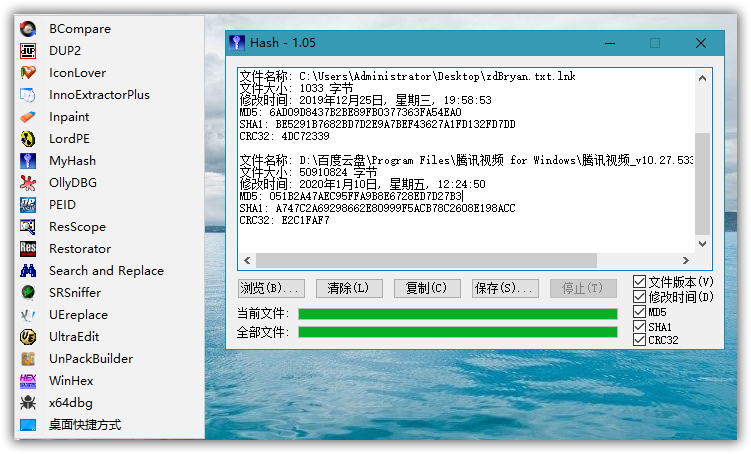 BCompare
DUP2
IconLover
InnoExtractorPlus
Inpaint
LordPE
MyHash
OllyDBG
PEID
ResScope
Restorator
Search and Replace
SRSniffer
UEreplace
UltraEdit
UnPackBuilder
WinHex
x64dbg
桌面快捷方式
Hash - 1.05
文件名称: C:\Users\Administrator\Desktop\zdBryan.txt.lnk
文件大小: 1033 字节
修改时间: 2019年12月25日, 星期三, 19:58:53
MD5: 6AD09D8437B2BE89FB0377363FA54EA0
SHA1: BE5291B7682BD7D2E9A7BEF43627A1FD132FD7DD
CRC32: 4DC72339
文件名称: D:\百度云盘\Program Files\腾讯视频 for Windows\腾讯视频_v10.27.533
文件大小: 50910824 字节
修改时间: 2020年1月10日, 星期五, 12:24:50
MD5: 051B2A47AEC95FFA9B8E6728ED7D27B3
SHA1: A747C2A69298662E80999F5ACB78C2608E198ACC
CRC32: E2C1FAF7
浏览(B)... 清除(L) 复制(C) 保存(S)... 停止(T)
当前文件:
全部文件:
文件版本(V)
修改时间(D)
MD5
SHA1
CRC32